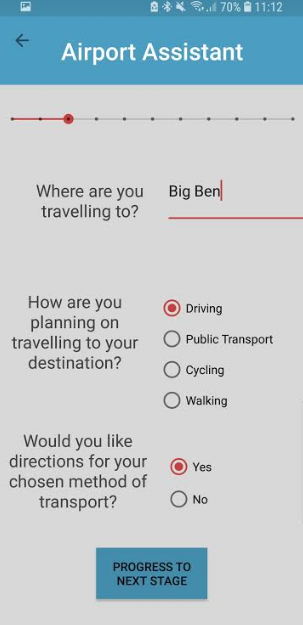 70% 11:12
Airport Assistant
Where are you
travelling to?
Big Ben
How are you
planning on
travelling to your
destination?
Driving
Public Transport
Cycling
Walking
Would you like
directions for your
chosen method of
transport?
Yes
No
PROGRESS TO
NEXT STAGE